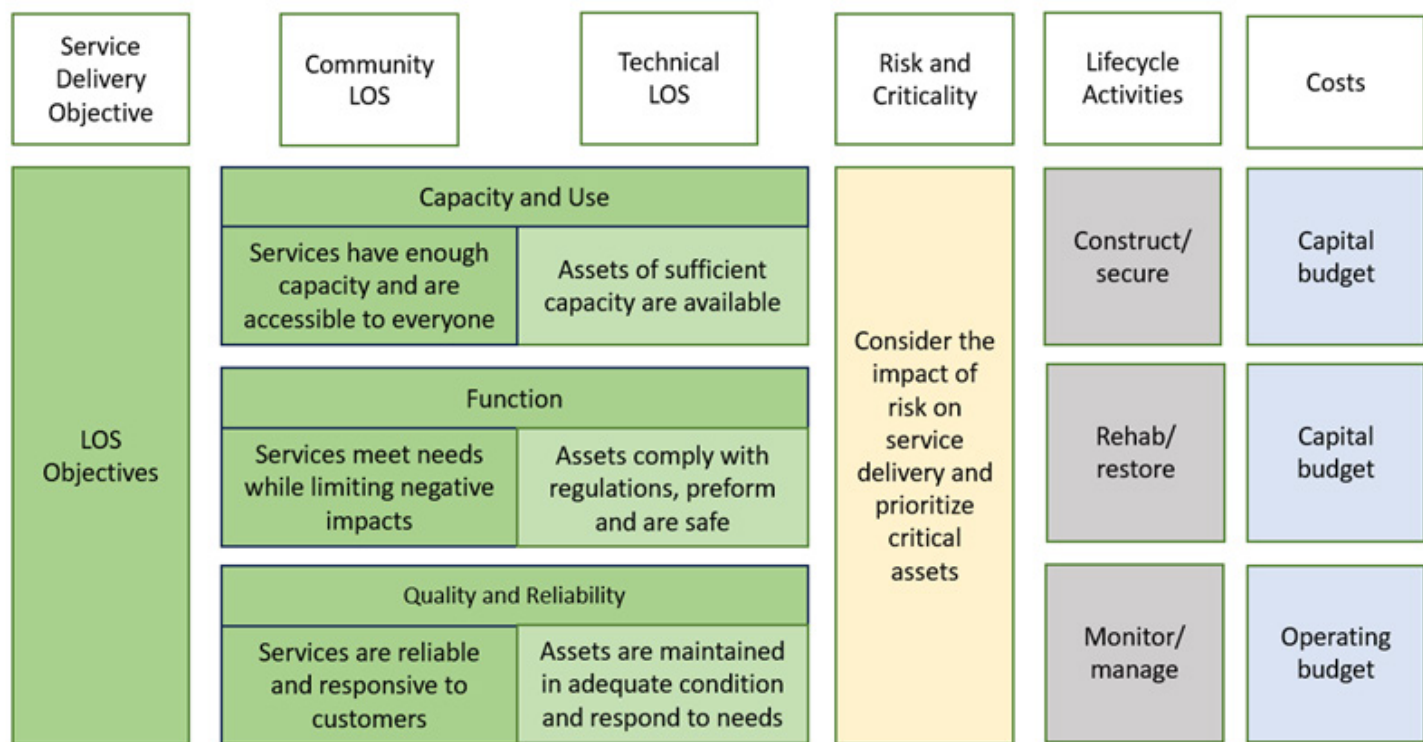 Service
Delivery
Objective
Community
LOS
Technical
LOS
Risk and
Criticality
Lifecycle
Activities
Costs
LOS
Objectives
Capacity and Use
Services have enough
capacity and are
accessible to everyone
Assets of sufficient
capacity are available
Function
Services meet needs
while limiting negative
impacts
Assets comply with
regulations, preform
and are safe
Quality and Reliability
Services are reliable
and responsive to
customers
Assets are maintained
in adequate condition
and respond to needs
Consider the
impact of
risk on
service
delivery and
prioritize
critical
assets
Construct/
secure
Capital
budget
Rehab/
restore
Capital
budget
Monitor/
manage
Operating
budget